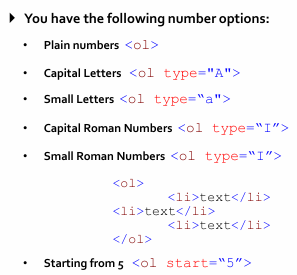 You have the following number options:
• Plain numbers <ol>
• Capital Letters <ol type="A">
• Small Letters <ol type=“a">
• Capital Roman Numbers <ol type=“I”>
• Small Roman Numbers <ol type=“I”>
<ol>
<li>text</li>
<li>text</li>
<li>text</li>
</ol>
• Starting from 5 <ol start=“5”>